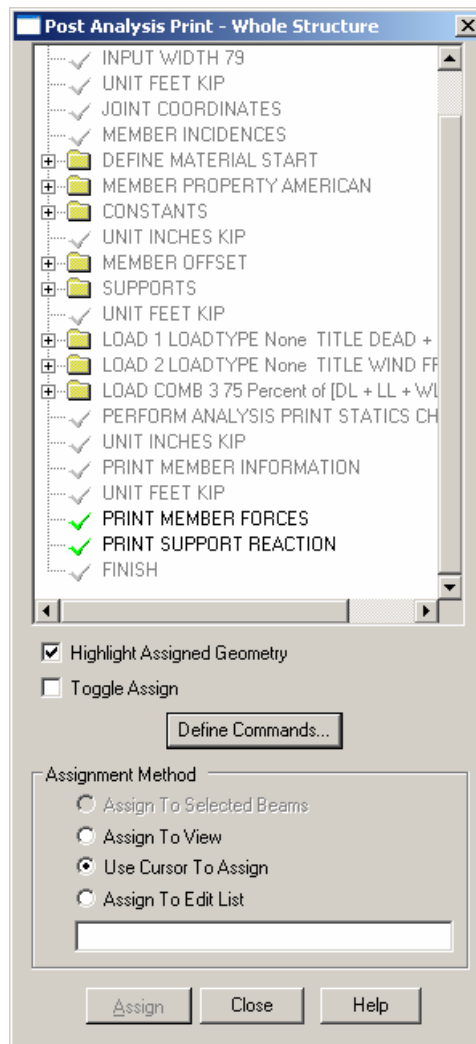 Post Analysis Print - Whole Structure
INPUT WIDTH 79
UNIT FEET KIP
JOINT COORDINATES
MEMBER INCIDENCES
DEFINE MATERIAL START
MEMBER PROPERTY AMERICAN
CONSTANTS
UNIT INCHES KIP
MEMBER OFFSET
SUPPORTS
UNIT FEET KIP
LOAD 1 LOADTYPE None TITLE DEAD +
LOAD 2 LOADTYPE None TITLE WIND FR
LOAD COMB 3 75 Percent of [DL + LL + WL
PERFORM ANALYSIS PRINT STATICS CH
UNIT INCHES KIP
PRINT MEMBER INFORMATION
UNIT FEET KIP
PRINT MEMBER FORCES
PRINT SUPPORT REACTION
FINISH
Highlight Assigned Geometry
Toggle Assign
Define Commands...
Assignment Method
Assign To Selected Beams
Assign To View
Use Cursor To Assign
Assign To Edit List
Assign Close Help